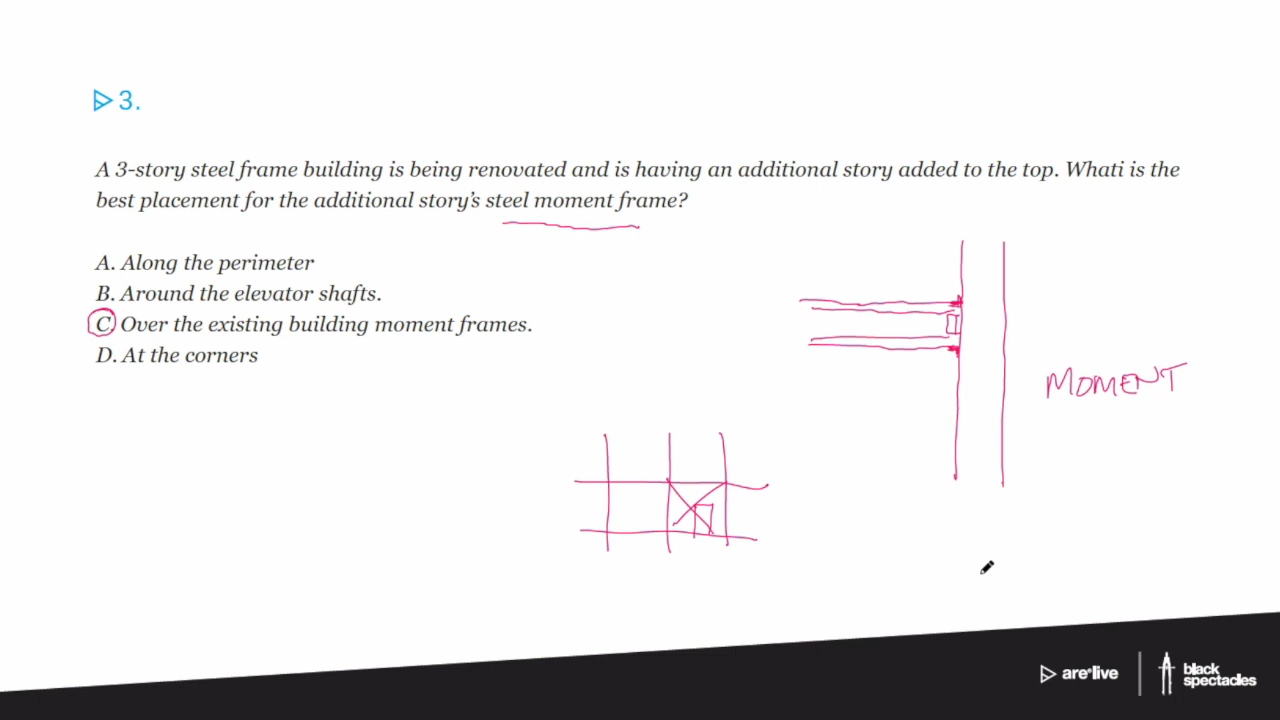 3.
A 3-story steel frame building is being renovated and is having an additional story added to the top. Whati is the
best placement for the additional story's steel moment frame?
A. Along the perimeter
B. Around the elevator shafts.
C. Over the existing building moment frames.
D. At the corners
MOMENT
are live
black
spectacles